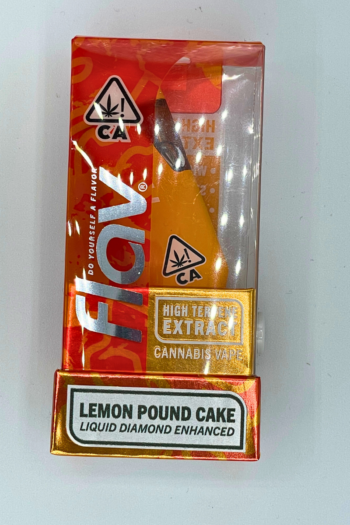 CA
DO YOURSELF A FLAVOR
Flav®
CA
HIGH TERPENE
EXTRACT
CANNABIS VAPE
LEMON POUND CAKE
LIQUID DIAMOND ENHANCED